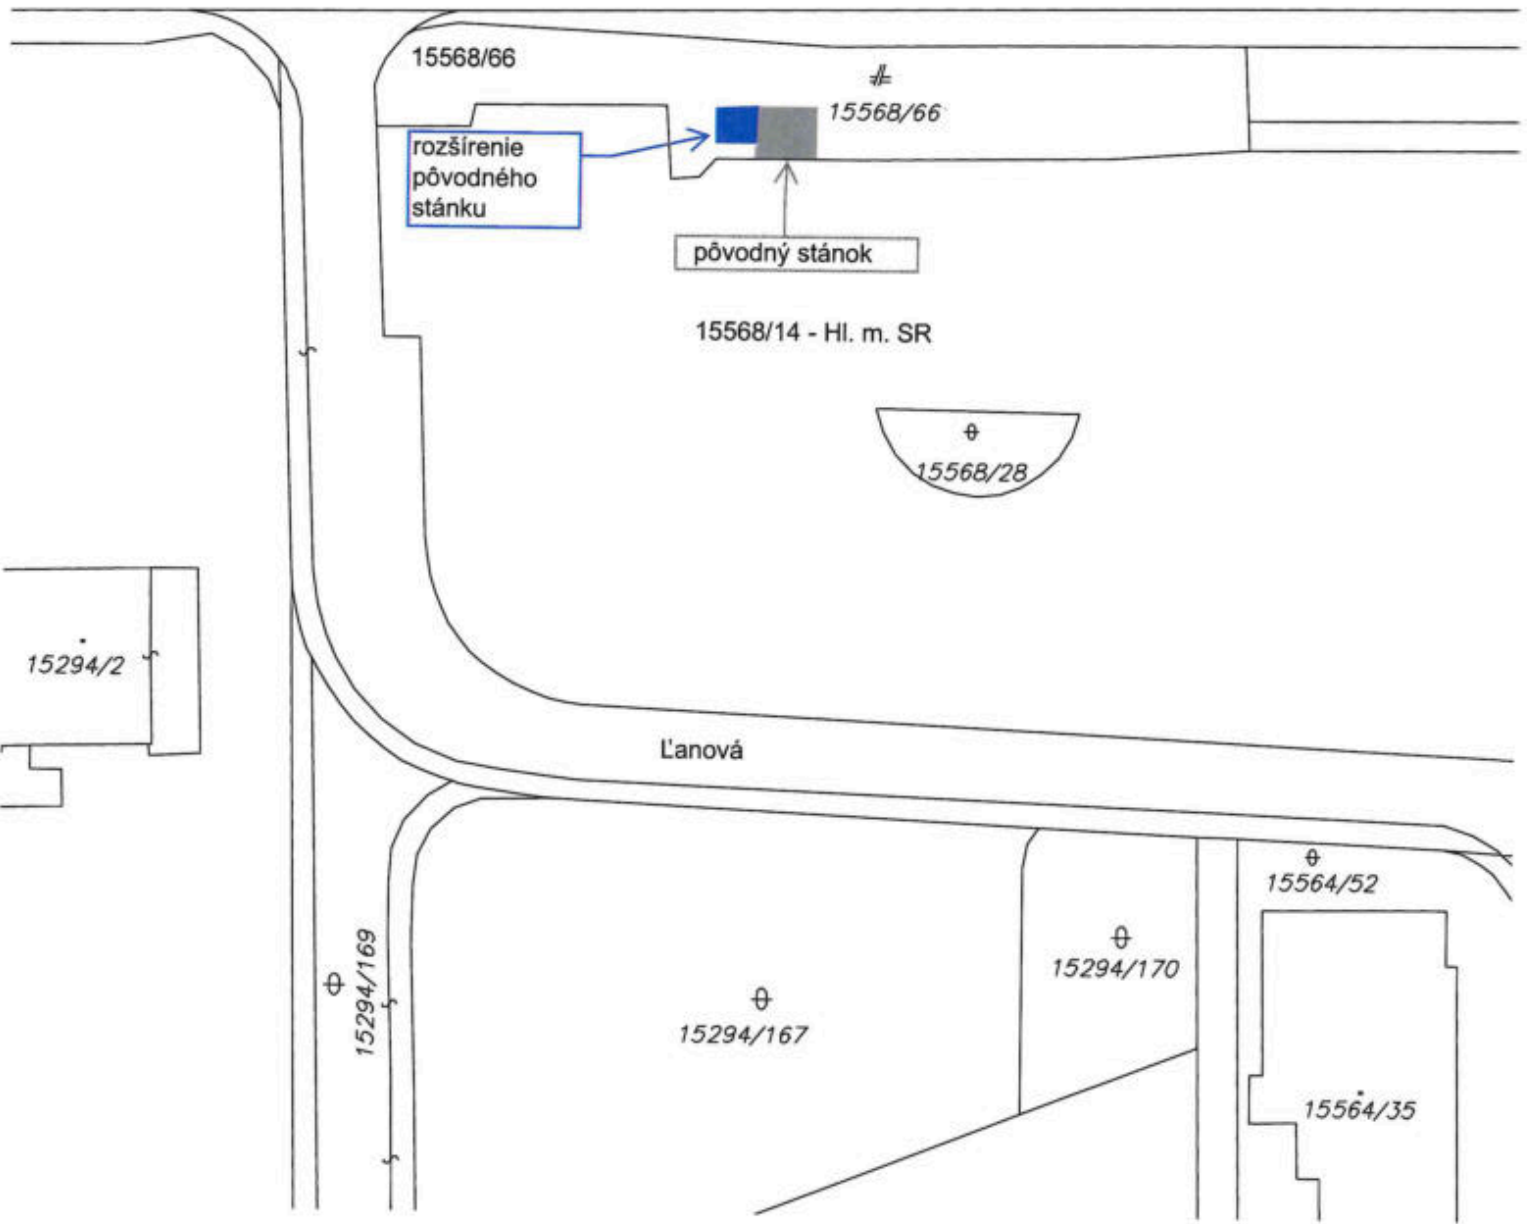 15568/66
15568/66
rozšírenie
pôvodného
stánku
pôvodný stánok
15568/14 - Hl. m. SR
15568/28
15294/2
Ľanová
15564/52
15294/169
15294/170
15294/167
15564/35